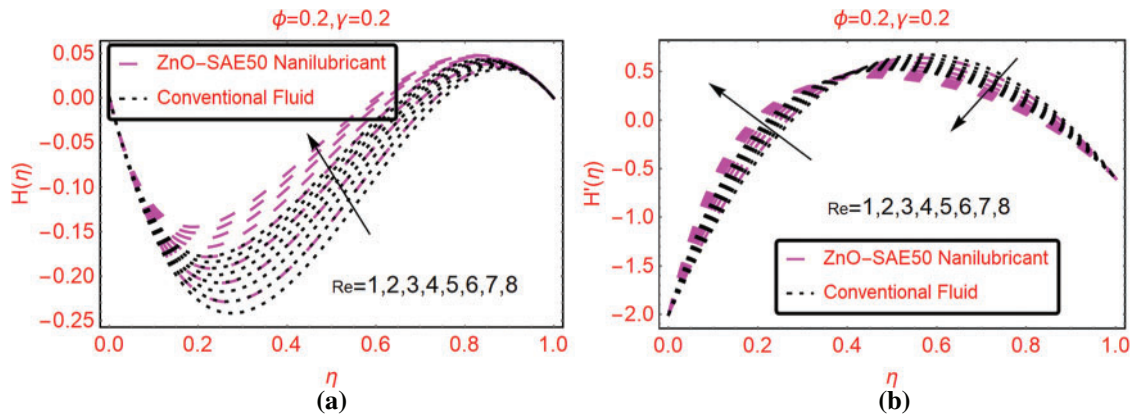 ϕ=0.2,γ=0.2
0.05
0.00
−0.05
−0.10
−0.15
−0.20
−0.25
H(η)
ZnO−SAE50 Nanilubricant
Conventional Fluid
Re=1,2,3,4,5,6,7,8
0.0 0.2 0.4 0.6 0.8 1.0
η
(a)
ϕ=0.2,γ=0.2
0.5
0.0
−0.5
−1.0
−1.5
−2.0
H'(η)
Re=1,2,3,4,5,6,7,8
ZnO−SAE50 Nanilubricant
Conventional Fluid
0.0 0.2 0.4 0.6 0.8 1.0
η
(b)